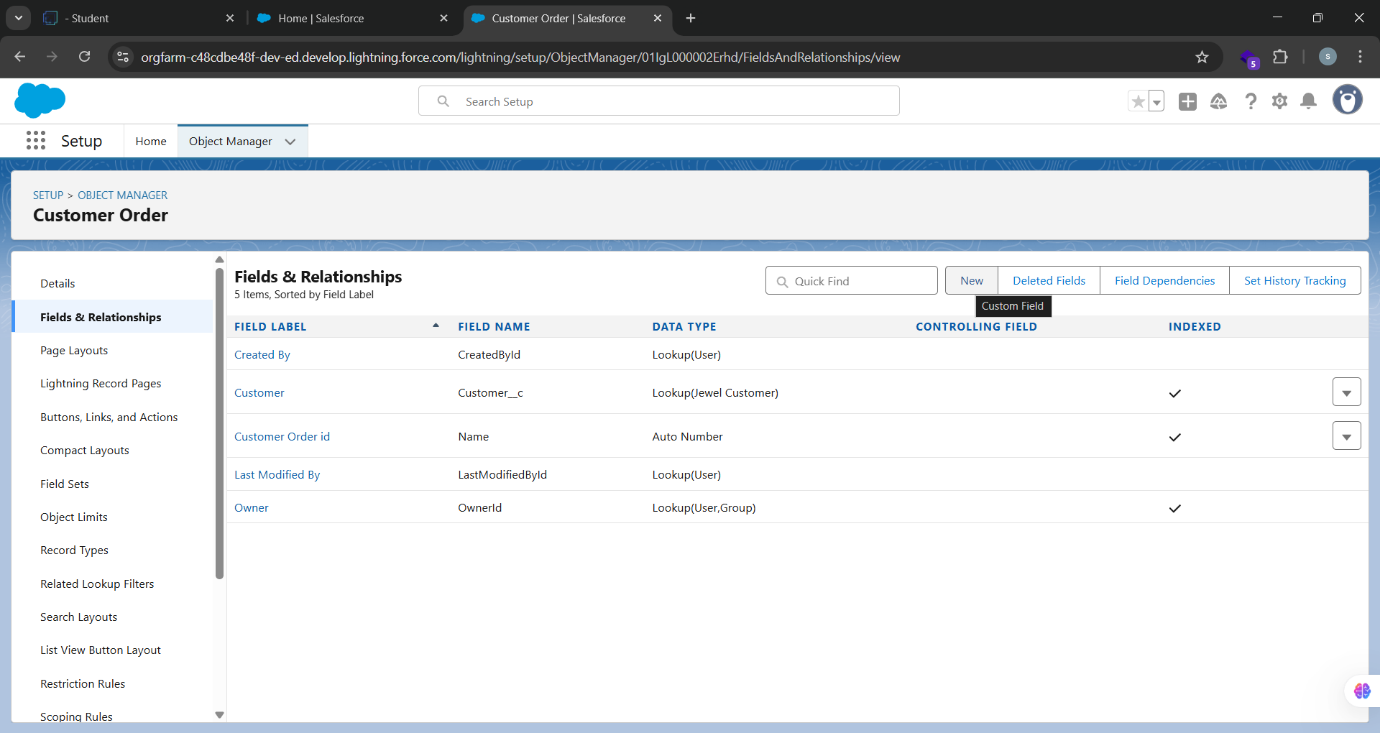 - Student
Home | Salesforce
Customer Order | Salesforce
orgfarm-c48cdbe48f-dev-ed.develop.lightning.force.com/lightning/setup/ObjectManager/01IgL000002Erhd/FieldsAndRelationships/view
5
S
Search Setup
Setup
Home
Object Manager
SETUP > OBJECT MANAGER
Customer Order
Details
Fields & Relationships
Page Layouts
Lightning Record Pages
Buttons, Links, and Actions
Compact Layouts
Field Sets
Object Limits
Record Types
Related Lookup Filters
Search Layouts
List View Button Layout
Restriction Rules
Scoping Rules
Fields & Relationships
5 Items, Sorted by Field Label
Quick Find
New
Deleted Fields
Field Dependencies
Set History Tracking
Custom Field
FIELD LABEL FIELD NAME DATA TYPE CONTROLLING FIELD INDEXED
Created By CreatedById Lookup(User)
Customer Customer__c Lookup(Jewel Customer)
Customer Order id Name Auto Number
Last Modified By LastModifiedById Lookup(User)
Owner OwnerId Lookup(User,Group)